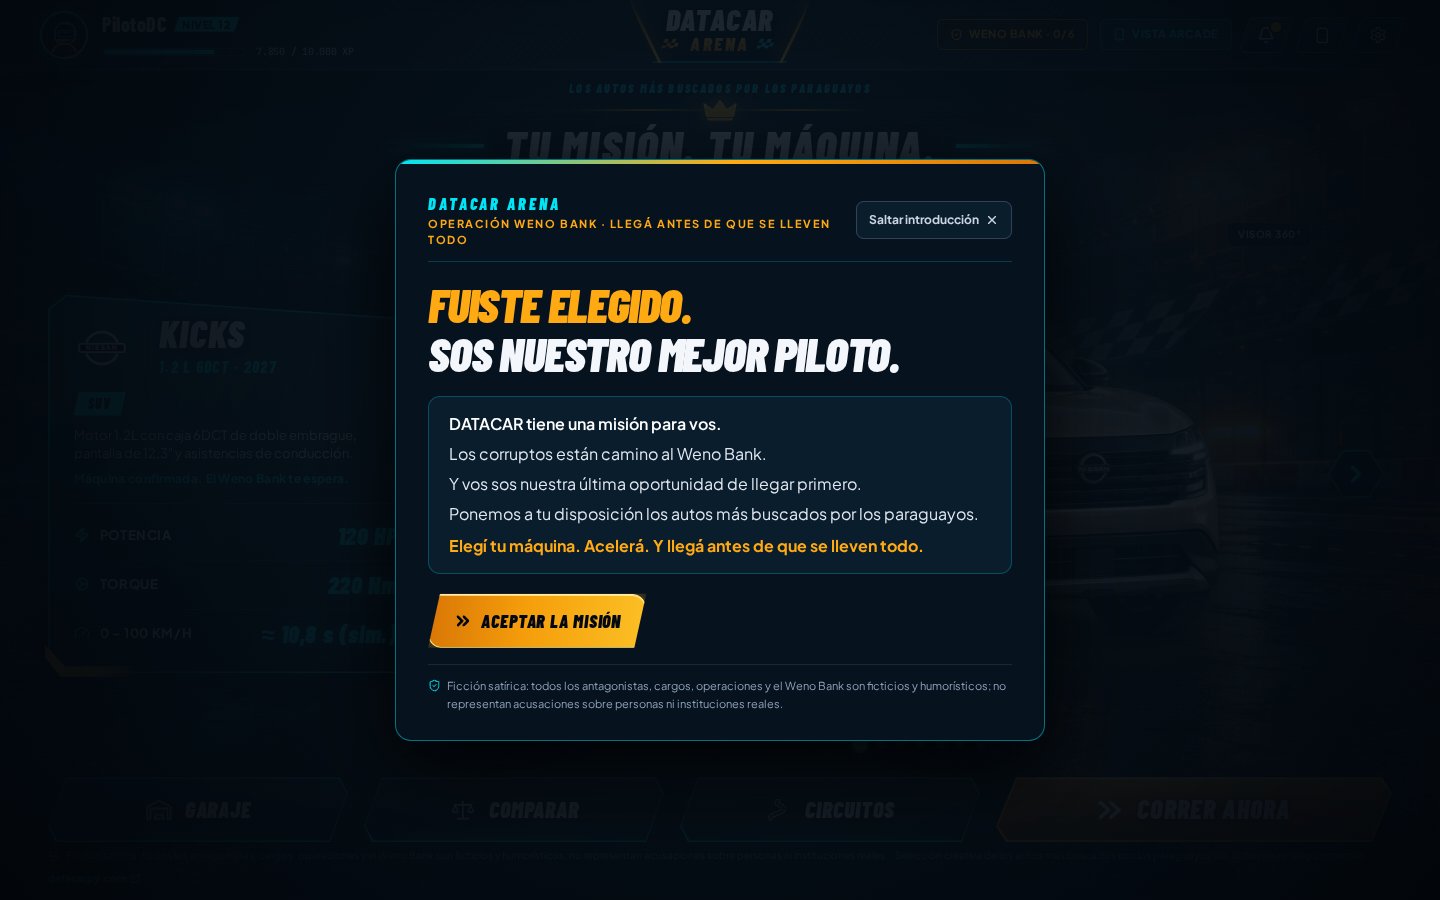 PilotoDC NIVEL 12
7.350 / 10.000 XP
DATACAR
ARENA
WENO BANK · 0/6
VISTA ARCADE
LOS AUTOS MÁS BUSCADOS POR LOS PARAGUAYOS
TU MISIÓN. TU MÁQUINA.
DATACAR ARENA
OPERACIÓN WENO BANK · LLEGÁ ANTES DE QUE SE LLEVEN
TODO
Saltar introducción
VISOR 360°
FUISTE ELEGIDO.
SOS NUESTRO MEJOR PILOTO.
DATACAR tiene una misión para vos.
Los corruptos están camino al Weno Bank.
Y vos sos nuestra última oportunidad de llegar primero.
Ponemos a tu disposición los autos más buscados por los paraguayos.
Elegí tu máquina. Acelerá. Y llegá antes de que se lleven todo.
ACEPTAR LA MISIÓN
Ficción satírica: todos los antagonistas, cargos, operaciones y el Weno Bank son ficticios y humorísticos; no
representan acusaciones sobre personas ni instituciones reales.
NISSAN
KICKS
1.2 L 6DCT · 2027
SUV
Motor 1.2L con caja 6DCT de doble embrague,
pantalla de 12.3" y asistencias de conducción.
Máquina confirmada. El Weno Bank te espera.
POTENCIA 120 HP
TORQUE 220 Nm
0 - 100 KM/H ≈ 10,8 s (sim.)
GARAJE
COMPARAR
CIRCUITOS
CORRER AHORA